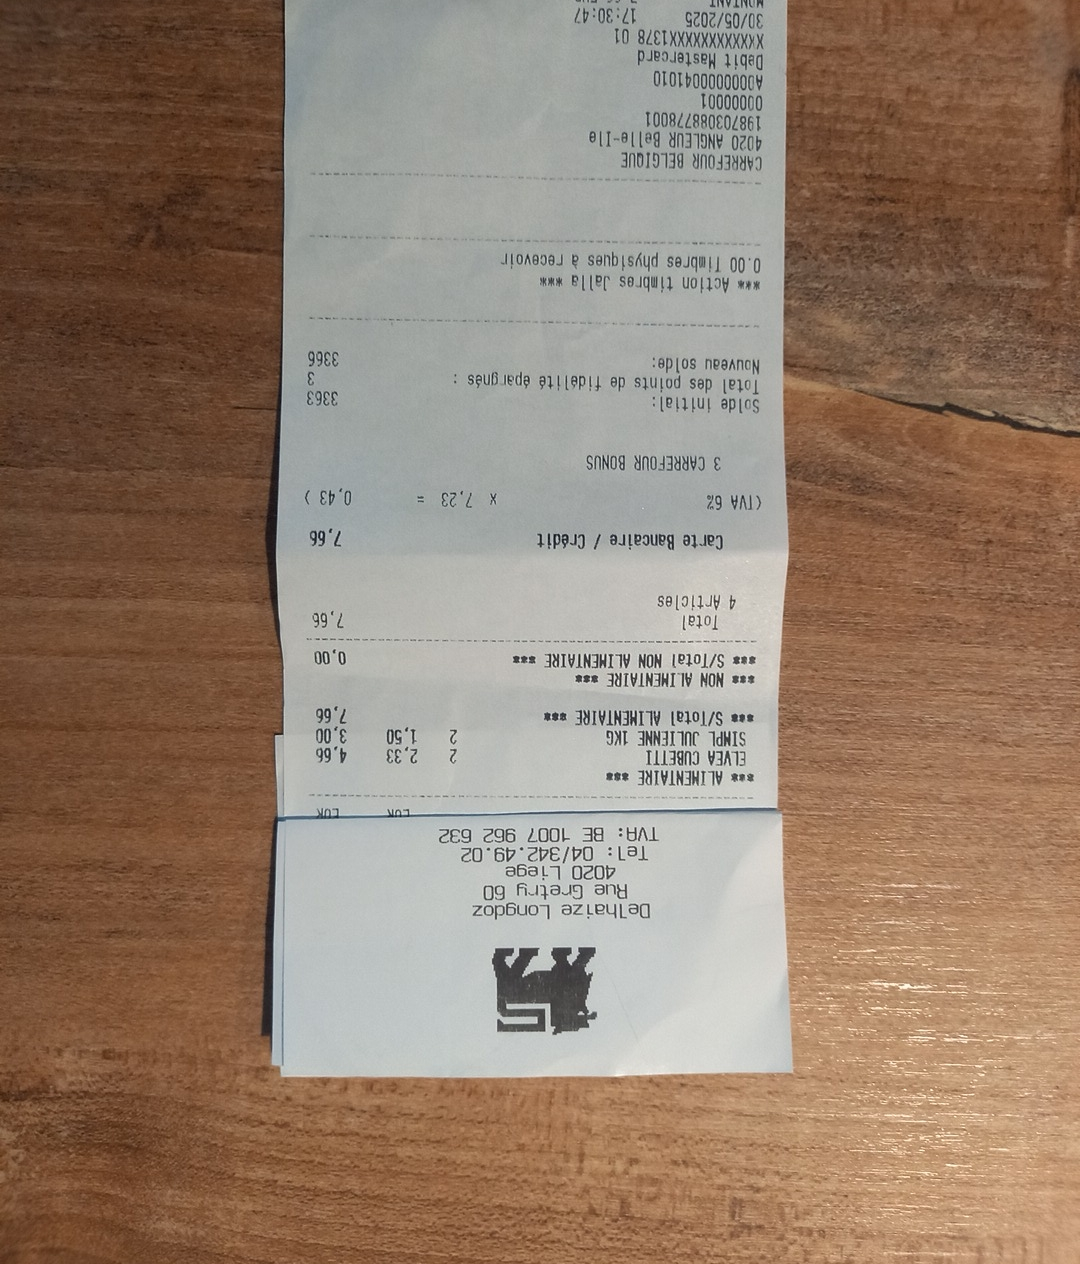 Delhaize Longdoz
Rue Gretry 60
4020 Liege
Tel: 04/342.49.02
TVA: BE 1007 962 632
EUR EUR
*** ALIMENTAIRE ***
ELVEA CUBETTI 2 2,33 4,66
SIMPL JULIENNE 1KG 2 1,50 3,00
*** S/Total ALIMENTAIRE *** 7,66
*** NON ALIMENTAIRE ***
*** S/Total NON ALIMENTAIRE *** 0,00
Total 7,66
4 Articles
Carte Bancaire / Crédit 7,66
(TVA 6% x 7,23 = 0,43 )
3 CARREFOUR BONUS
Solde initial: 3363
Total des points de fidélité épargnés : 3
Nouveau solde: 3366
*** Action timbres Jalla ***
0.00 Timbres physiques à recevoir
CARREFOUR BELGIQUE
4020 ANGLEUR Belle-Ile
198703088778001
00000001
A0000000041010
Debit Mastercard
XXXXXXXXXXXX1378 01
30/05/2025 17:30:47
MONTANT